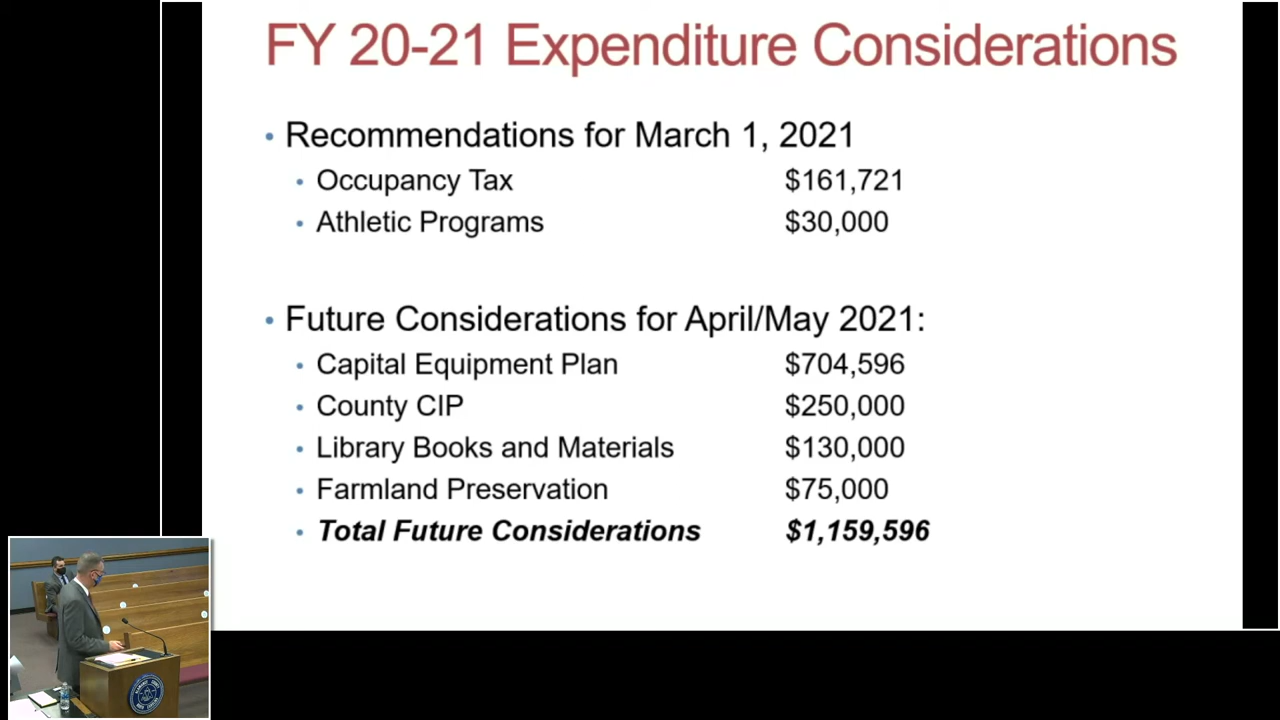 FY 20-21 Expenditure Considerations
• Recommendations for March 1, 2021
• Occupancy Tax $161,721
• Athletic Programs $30,000
• Future Considerations for April/May 2021:
• Capital Equipment Plan $704,596
• County CIP $250,000
• Library Books and Materials $130,000
• Farmland Preservation $75,000
• Total Future Considerations $1,159,596